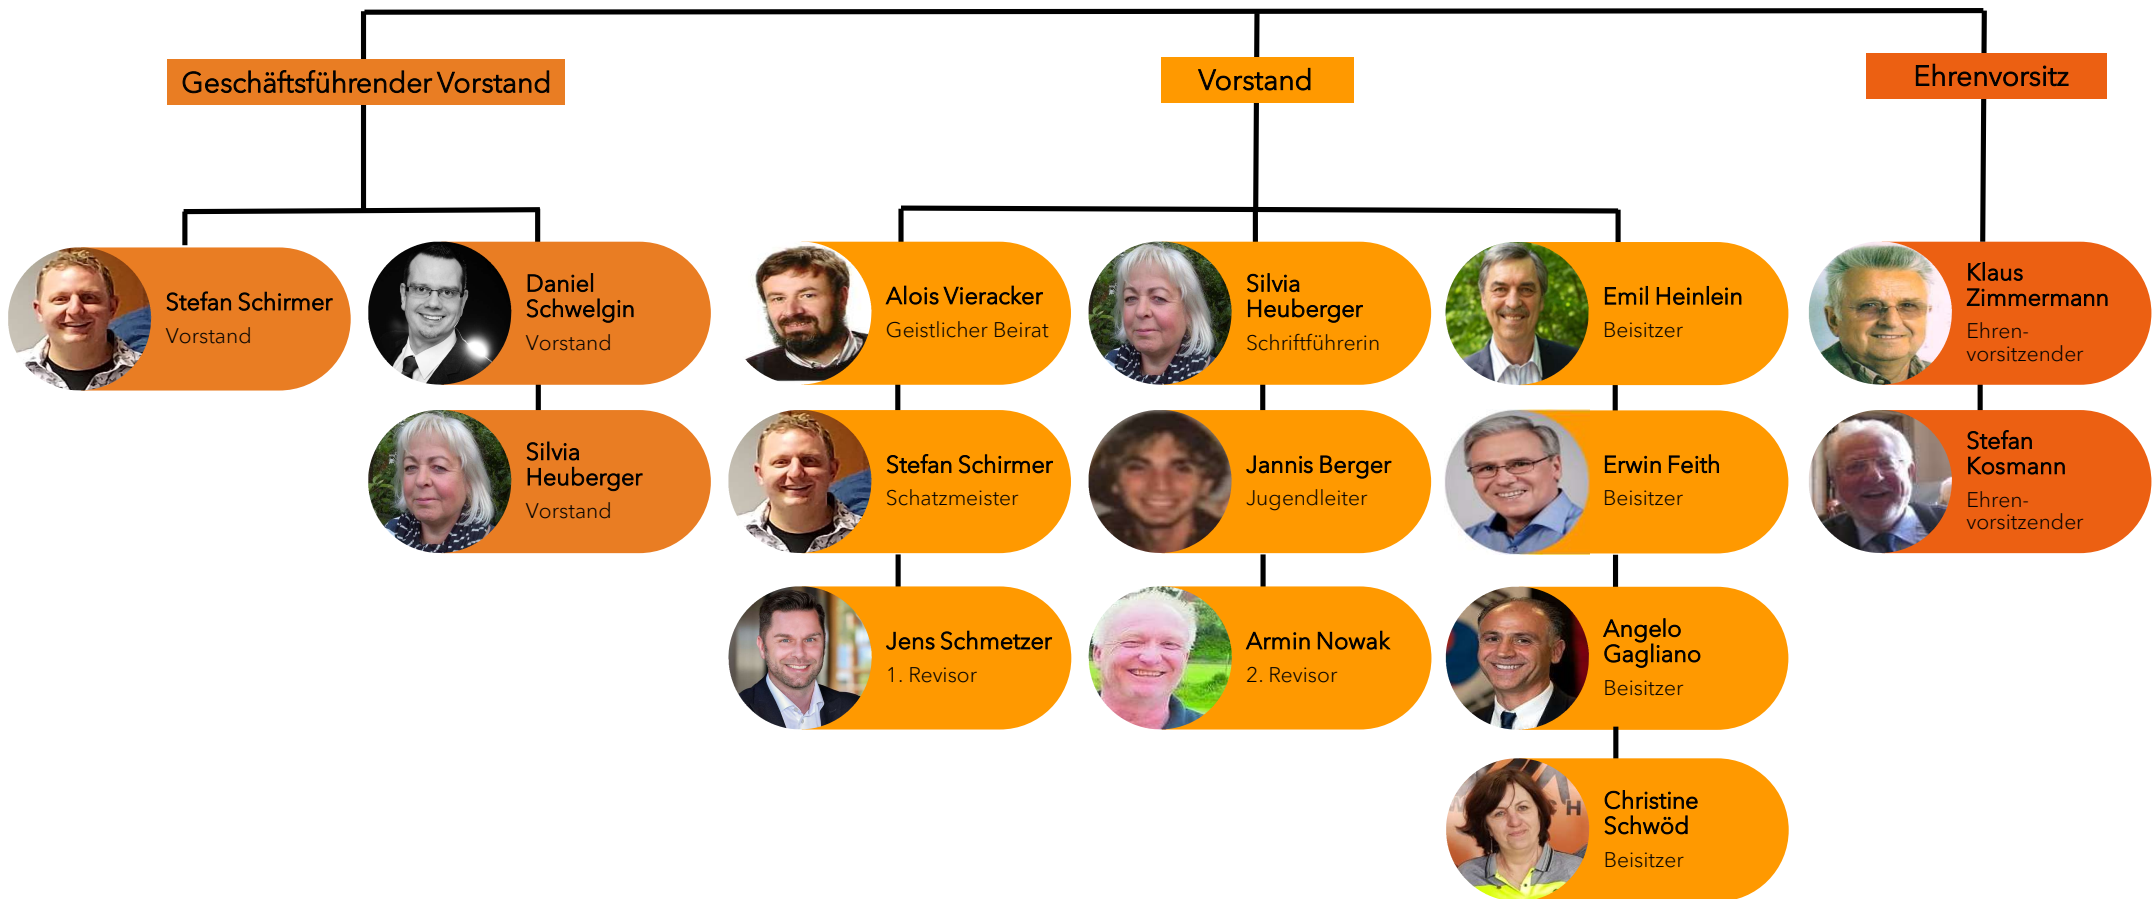 Geschäftsführender Vorstand
Vorstand
Ehrenvorsitz
Stefan Schirmer
Vorstand
Daniel
Schwelgin
Vorstand
Silvia
Heuberger
Vorstand
Alois Vieracker
Geistlicher Beirat
Stefan Schirmer
Schatzmeister
Jens Schmetzer
1. Revisor
Silvia
Heuberger
Schriftführerin
Jannis Berger
Jugendleiter
Armin Nowak
2. Revisor
Emil Heinlein
Beisitzer
Erwin Feith
Beisitzer
Angelo
Gagliano
Beisitzer
Christine
Schwöd
Beisitzer
Klaus
Zimmermann
Ehren-
vorsitzender
Stefan
Kosmann
Ehren-
vorsitzender